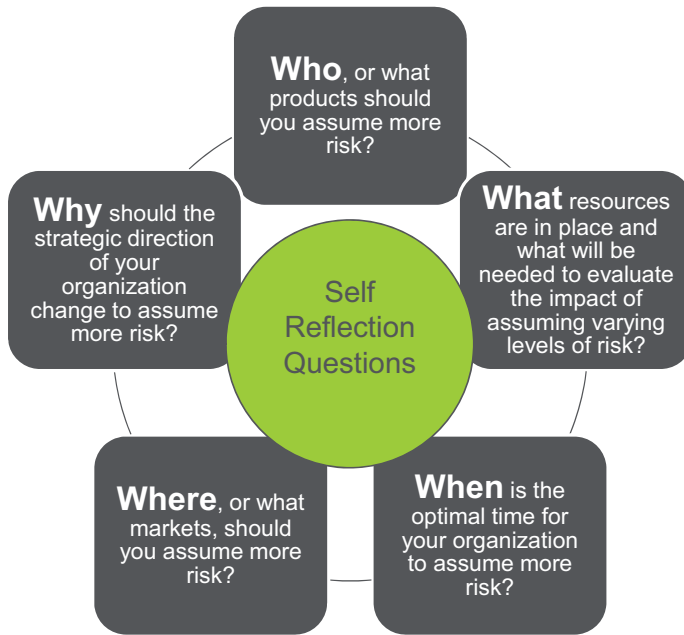 Who, or what
products should
you assume more
risk?
What resources
are in place and
what will be
needed to evaluate
the impact of
assuming varying
levels of risk?
When is the
optimal time for
your organization
to assume more
risk?
Where, or what
markets, should
you assume more
risk?
Why should the
strategic direction
of your
organization
change to assume
more risk?
Self
Reflection
Questions